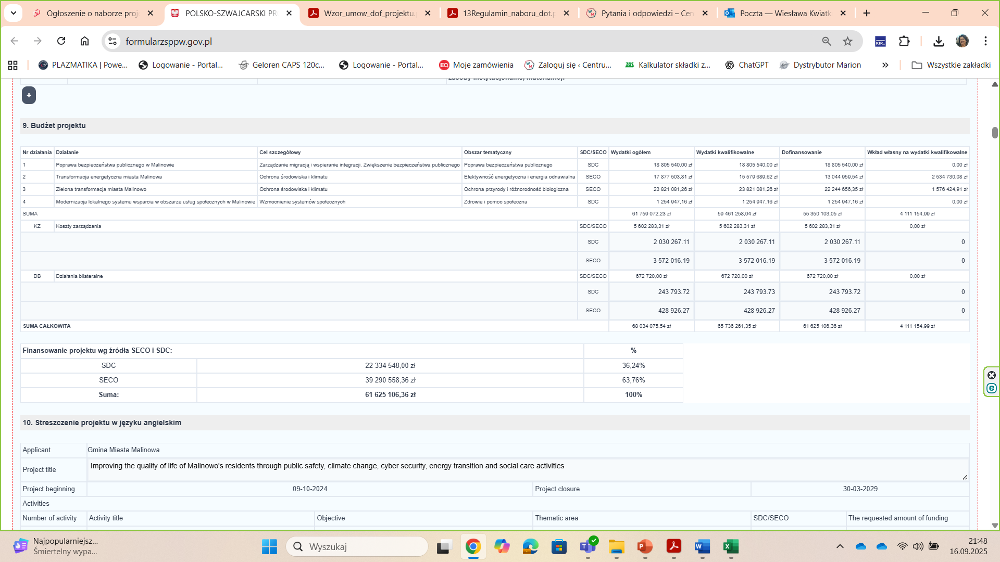 Ogłoszenie o naborze proj
POLSKO-SZWAJCARSKI PR
Wzor_umow_dof_projektu.
13Regulamin_naboru_dot.p
Pytania i odpowiedzi – Cen
Poczta — Wiesława Kwiatk
formularzsppw.gov.pl
KIR.
PLAZMATIKA | Powe...
Logowanie - Portal...
Geloren CAPS 120c...
Logowanie - Portal...
EO Moje zamówienia
Zaloguj się ‹ Centru...
ZUS Kalkulator składki z...
ChatGPT
Dystrybutor Marion
Wszystkie zakładki
zasoby instytucjonalne, materialne).
+
9. Budżet projektu
Nr działania Działanie Cel szczegółowy Obszar tematyczny SDC/SECO Wydatki ogółem Wydatki kwalifikowalne Dofinansowanie Wkład własny na wydatki kwalifikowalne
1 Poprawa bezpieczeństwa publicznego w Malinowie Zarządzanie migracją i wspieranie integracji. Zwiększenie bezpieczeństwa publicznego Poprawa bezpieczeństwa publicznego SDC 18 805 540,00 zł 18 805 540,00 zł 18 805 540,00 zł 0,00 zł
2 Transformacja energetyczna miasta Malinowa Ochrona środowiska i klimatu Efektywność energetyczna i energia odnawialna SECO 17 877 503,81 zł 15 579 689,62 zł 13 044 959,54 zł 2 534 730,08 zł
3 Zielona transformacja miasta Malinowo Ochrona środowiska i klimatu Ochrona przyrody i różnorodność biologiczna SECO 23 821 081,26 zł 23 821 081,26 zł 22 244 656,35 zł 1 576 424,91 zł
4 Modernizacja lokalnego systemu wsparcia w obszarze usług społecznych w Malinowie Wzmocnienie systemów społecznych Zdrowie i pomoc społeczna SDC 1 254 947,16 zł 1 254 947,16 zł 1 254 947,16 zł 0,00 zł
SUMA 61 759 072,23 zł 59 461 258,04 zł 55 350 103,05 zł 4 111 154,99 zł
KZ Koszty zarządzania SDC/SECO 5 602 283,31 zł 5 602 283,31 zł 5 602 283,31 zł 0,00 zł
SDC 2 030 267.11 2 030 267.11 2 030 267.11 0
SECO 3 572 016.19 3 572 016.19 3 572 016.19 0
DB Działania bilateralne SDC/SECO 672 720,00 zł 672 720,00 zł 672 720,00 zł 0,00 zł
SDC 243 793.72 243 793.73 243 793.72 0
SECO 428 926.27 428 926.27 428 926.27 0
SUMA CAŁKOWITA 68 034 075,54 zł 65 736 261,35 zł 61 625 106,36 zł 4 111 154,99 zł
Finansowanie projektu wg źródła SECO i SDC: %
SDC 22 334 548,00 zł 36,24%
SECO 39 290 558,36 zł 63,76%
Suma: 61 625 106,36 zł 100%
10. Streszczenie projektu w języku angielskim
Applicant Gmina Miasta Malinowa
Project title Improving the quality of life of Malinowo's residents through public safety, climate change, cyber security, energy transition and social care activities
Project beginning 09-10-2024 Project closure 30-03-2029
Activities
Number of activity Activity title Objective Thematic area SDC/SECO The requested amount of funding
Najpopularniejsz...
Śmiertelny wypa...
Wyszukaj
21:48
16.09.2025